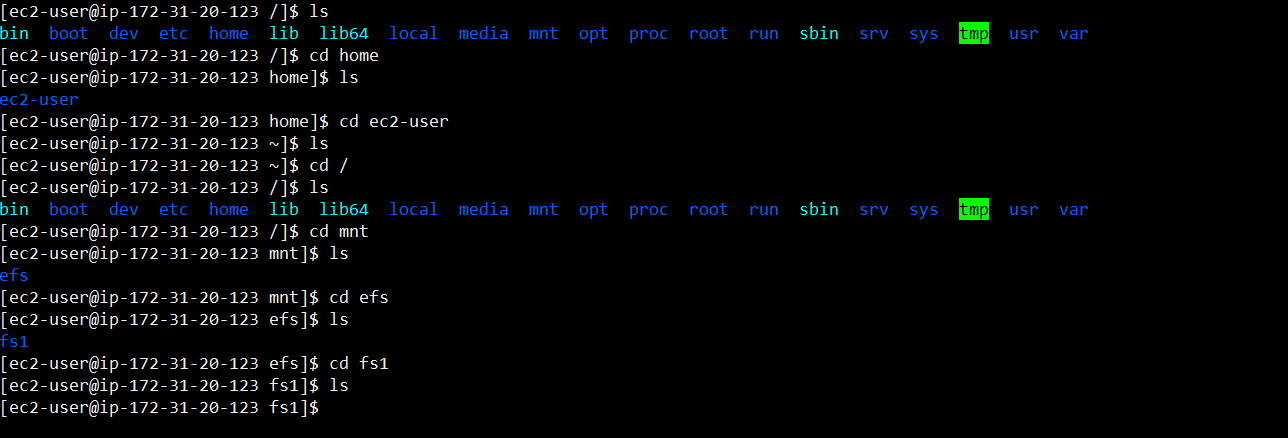 [ec2-user@ip-172-31-20-123 /]$ ls
bin  boot  dev  etc  home  lib  lib64  local  media  mnt  opt  proc  root  run  sbin  srv  sys  tmp  usr  var
[ec2-user@ip-172-31-20-123 /]$ cd home
[ec2-user@ip-172-31-20-123 home]$ ls
ec2-user
[ec2-user@ip-172-31-20-123 home]$ cd ec2-user
[ec2-user@ip-172-31-20-123 ~]$ ls
[ec2-user@ip-172-31-20-123 ~]$ cd /
[ec2-user@ip-172-31-20-123 /]$ ls
bin  boot  dev  etc  home  lib  lib64  local  media  mnt  opt  proc  root  run  sbin  srv  sys  tmp  usr  var
[ec2-user@ip-172-31-20-123 /]$ cd mnt
[ec2-user@ip-172-31-20-123 mnt]$ ls
efs
[ec2-user@ip-172-31-20-123 mnt]$ cd efs
[ec2-user@ip-172-31-20-123 efs]$ ls
fs1
[ec2-user@ip-172-31-20-123 efs]$ cd fs1
[ec2-user@ip-172-31-20-123 fs1]$ ls
[ec2-user@ip-172-31-20-123 fs1]$